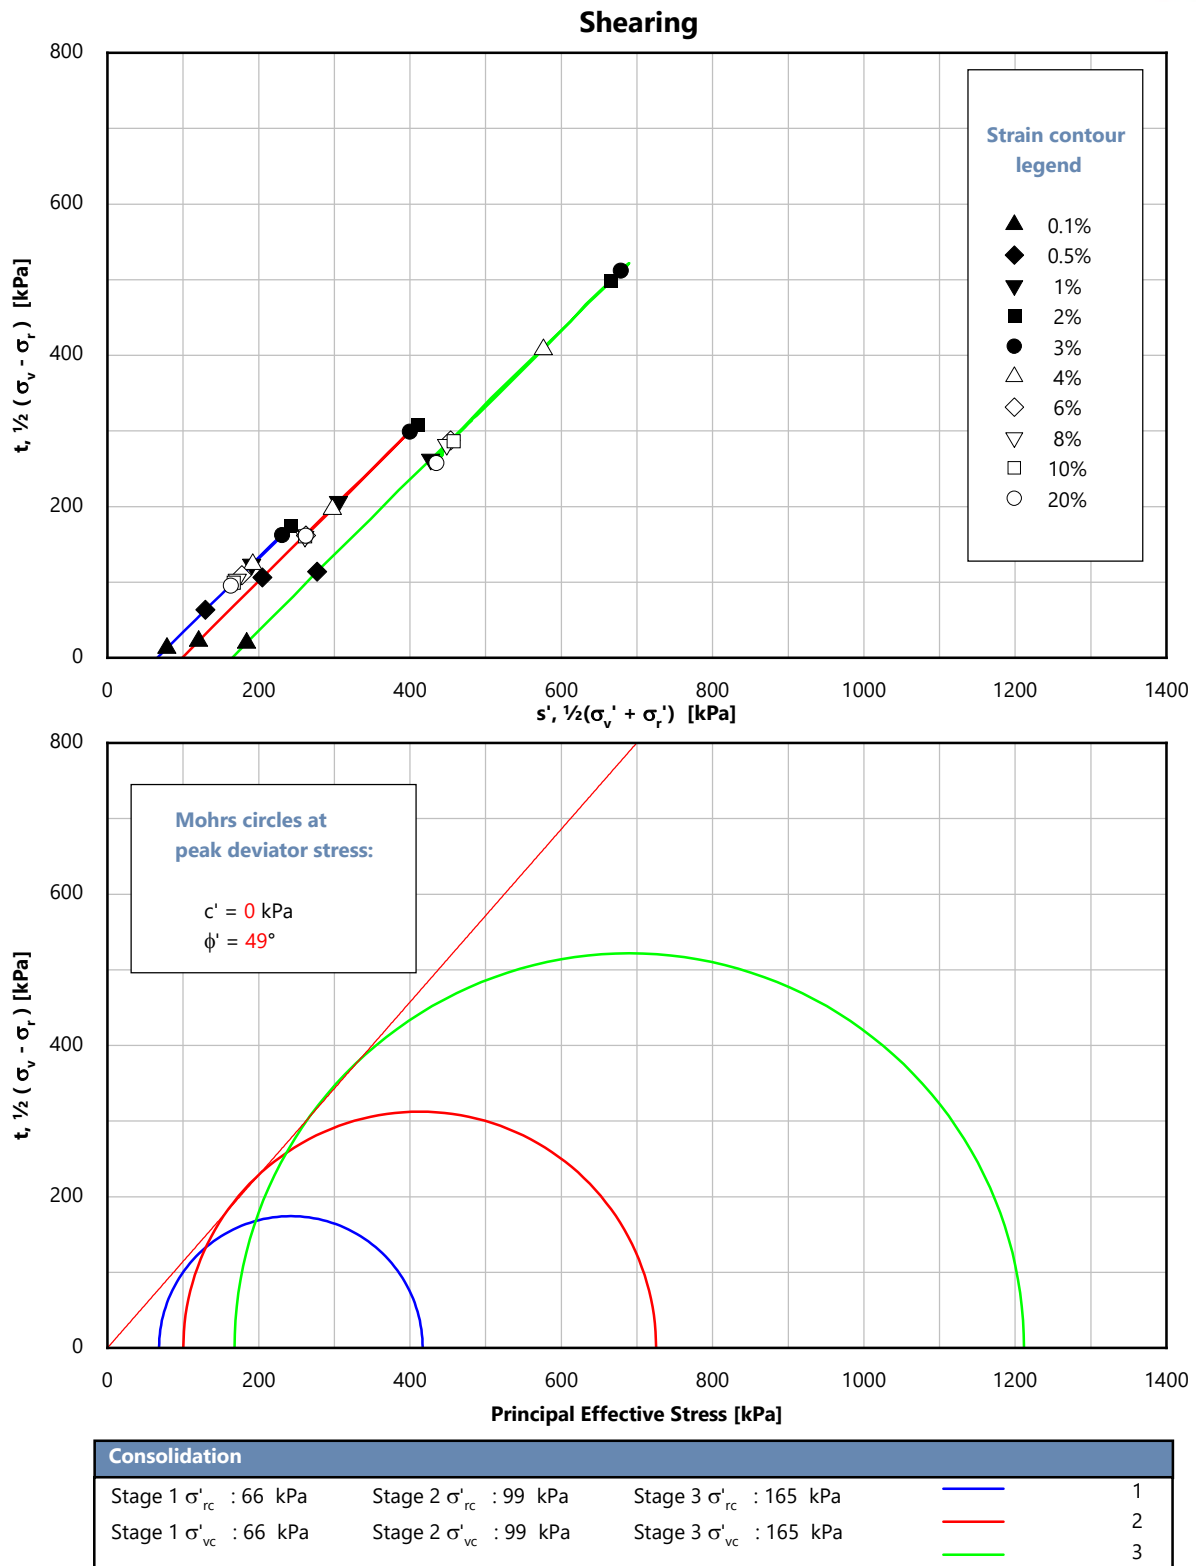 Shearing
800
600
400
200
0
t, ½ ( σv - σr ) [kPa]
Strain contour
legend
0.1%
0.5%
1%
2%
3%
4%
6%
8%
10%
20%
0 200 400 600 800 1000 1200 1400
s', ½(σv' + σr') [kPa]
800
600
400
200
0
t, ½ ( σv - σr ) [kPa]
Mohrs circles at
peak deviator stress:
c' = 0 kPa
ϕ' = 49°
0 200 400 600 800 1000 1200 1400
Principal Effective Stress [kPa]
Consolidation
Stage 1 σ'rc : 66 kPa Stage 2 σ'rc : 99 kPa Stage 3 σ'rc : 165 kPa 1
Stage 1 σ'vc : 66 kPa Stage 2 σ'vc : 99 kPa Stage 3 σ'vc : 165 kPa 2
3